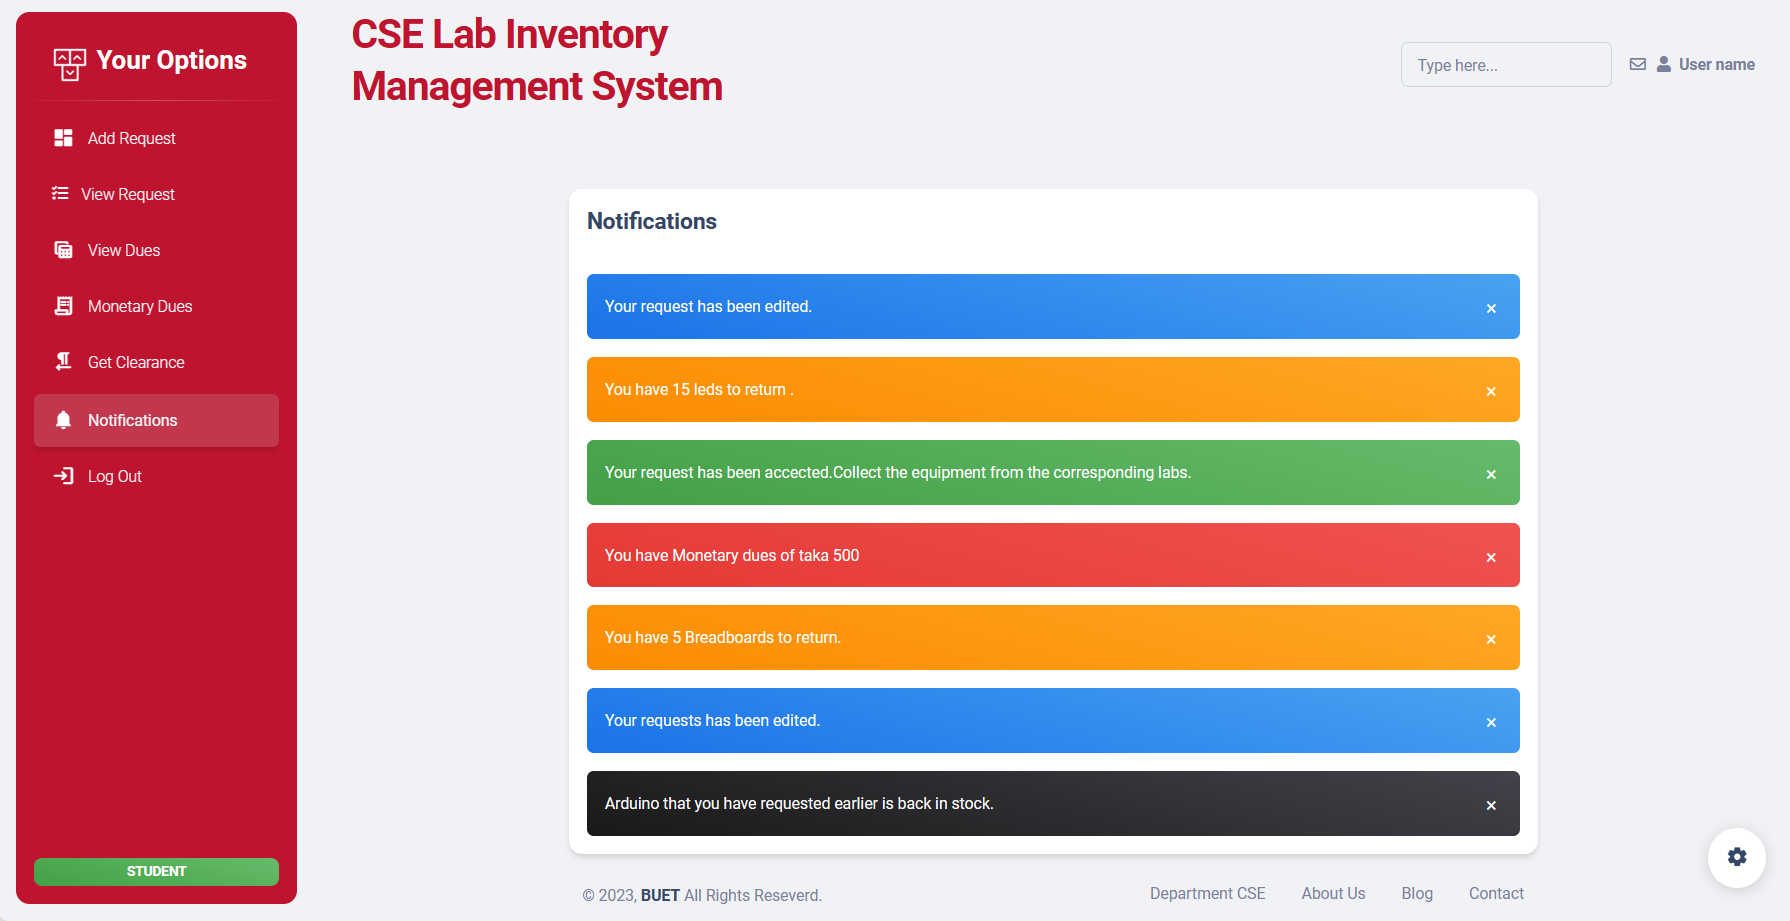 Your Options
Add Request
View Request
View Dues
Monetary Dues
Get Clearance
Notifications
Log Out
STUDENT
CSE Lab Inventory
Management System
Type here...
User name
Notifications
Your request has been edited.
You have 15 leds to return .
Your request has been accected.Collect the equipment from the corresponding labs.
You have Monetary dues of taka 500
You have 5 Breadboards to return.
Your requests has been edited.
Arduino that you have requested earlier is back in stock.
© 2023, BUET All Rights Reseverd.
Department CSE About Us Blog Contact